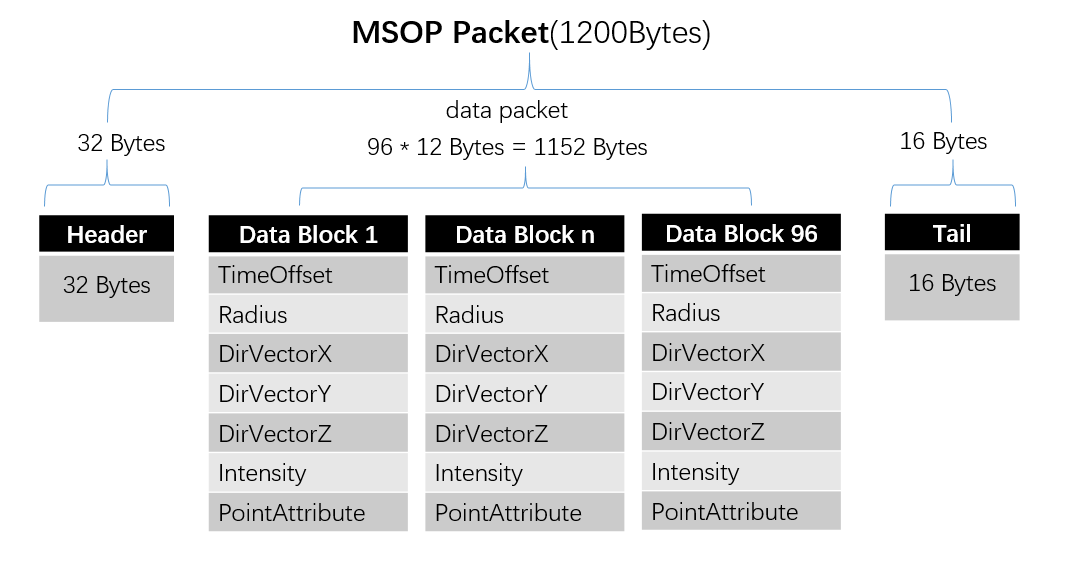 MSOP Packet(1200Bytes)
data packet
32 Bytes
96 * 12 Bytes = 1152 Bytes
16 Bytes
Header
32 Bytes
Data Block 1
TimeOffset
Radius
DirVectorX
DirVectorY
DirVectorZ
Intensity
PointAttribute
Data Block n
TimeOffset
Radius
DirVectorX
DirVectorY
DirVectorZ
Intensity
PointAttribute
Data Block 96
TimeOffset
Radius
DirVectorX
DirVectorY
DirVectorZ
Intensity
PointAttribute
Tail
16 Bytes